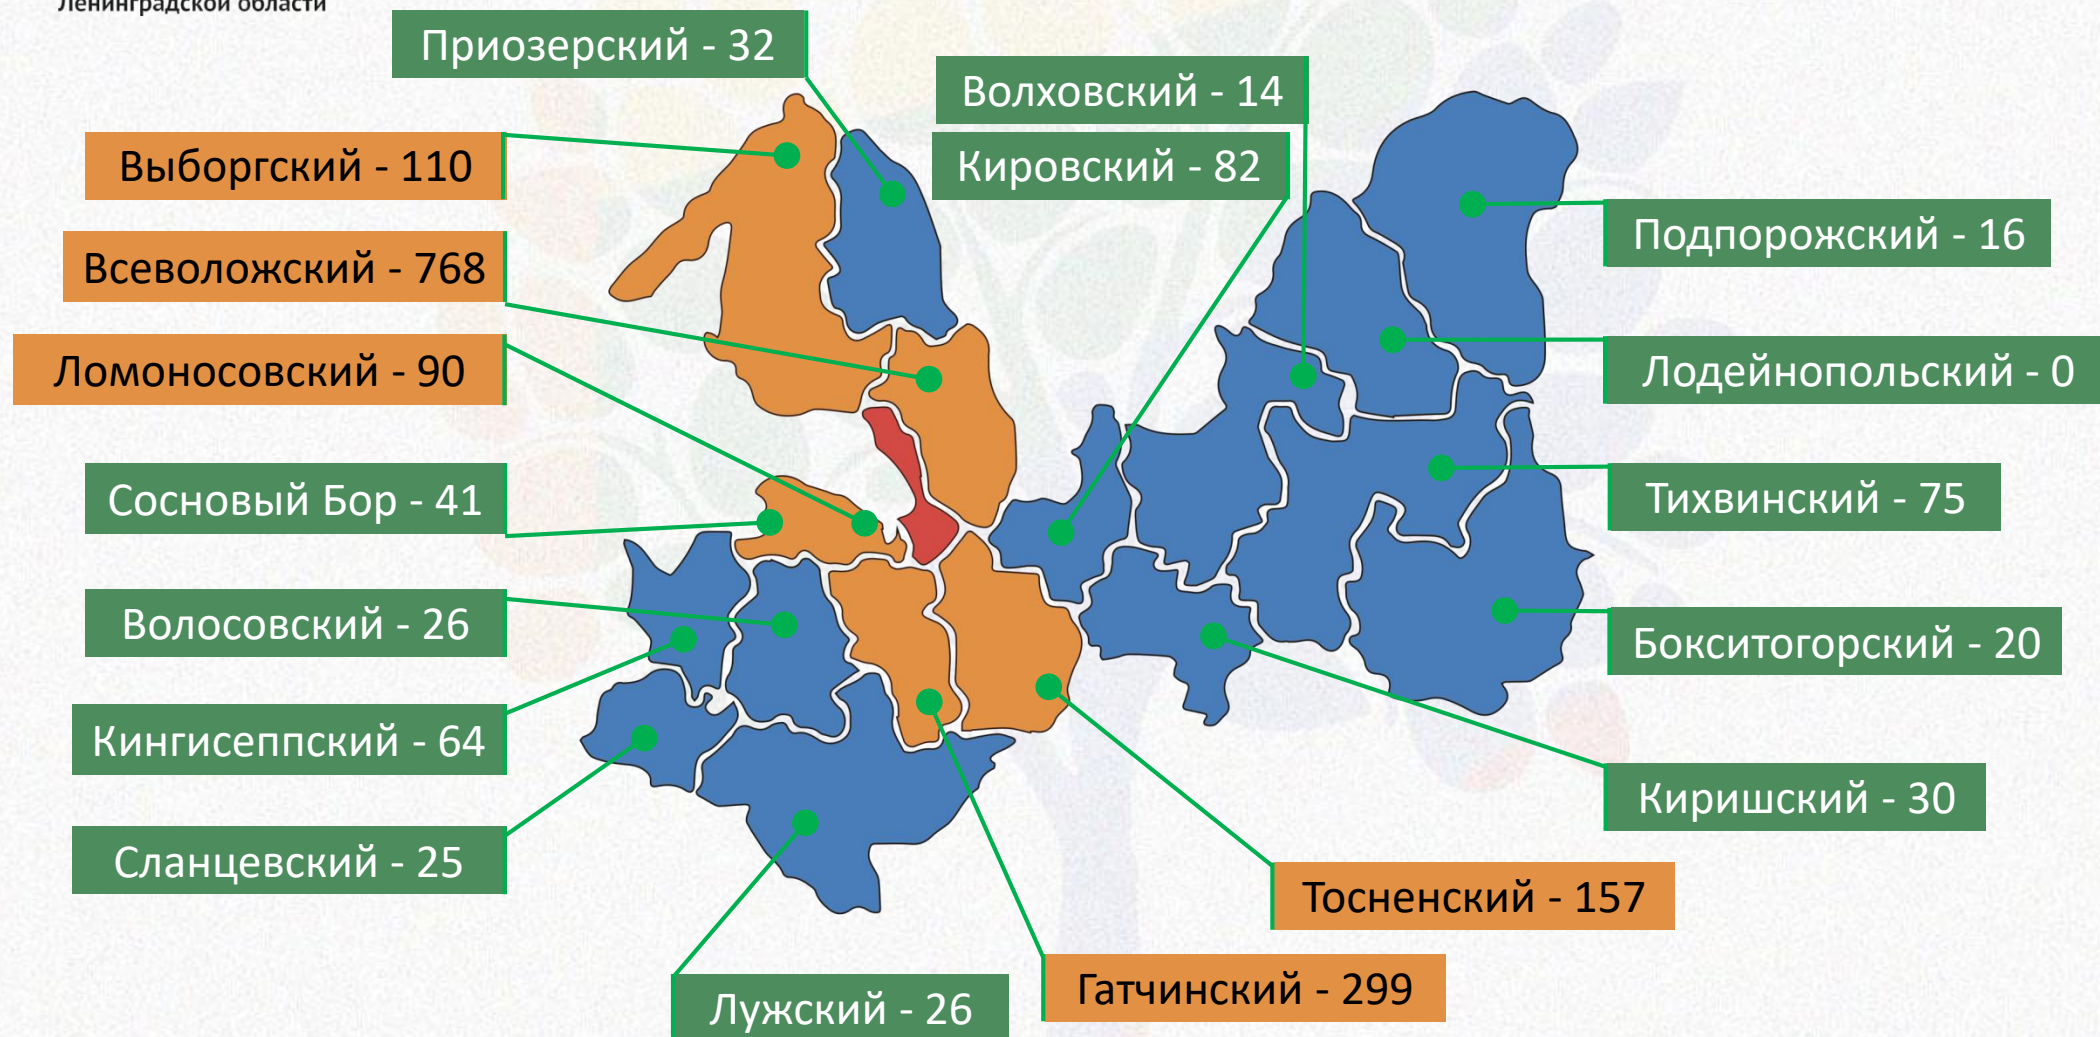 Ленинградской области
Приозерский - 32
Волховский - 14
Кировский - 82
Выборгский - 110
Всеволожский - 768
Ломоносовский - 90
Сосновый Бор - 41
Волосовский - 26
Кингисеппский - 64
Сланцевский - 25
Лужский - 26
Гатчинский - 299
Тосненский - 157
Подпорожский - 16
Лодейнопольский - 0
Тихвинский - 75
Бокситогорский - 20
Киришский - 30